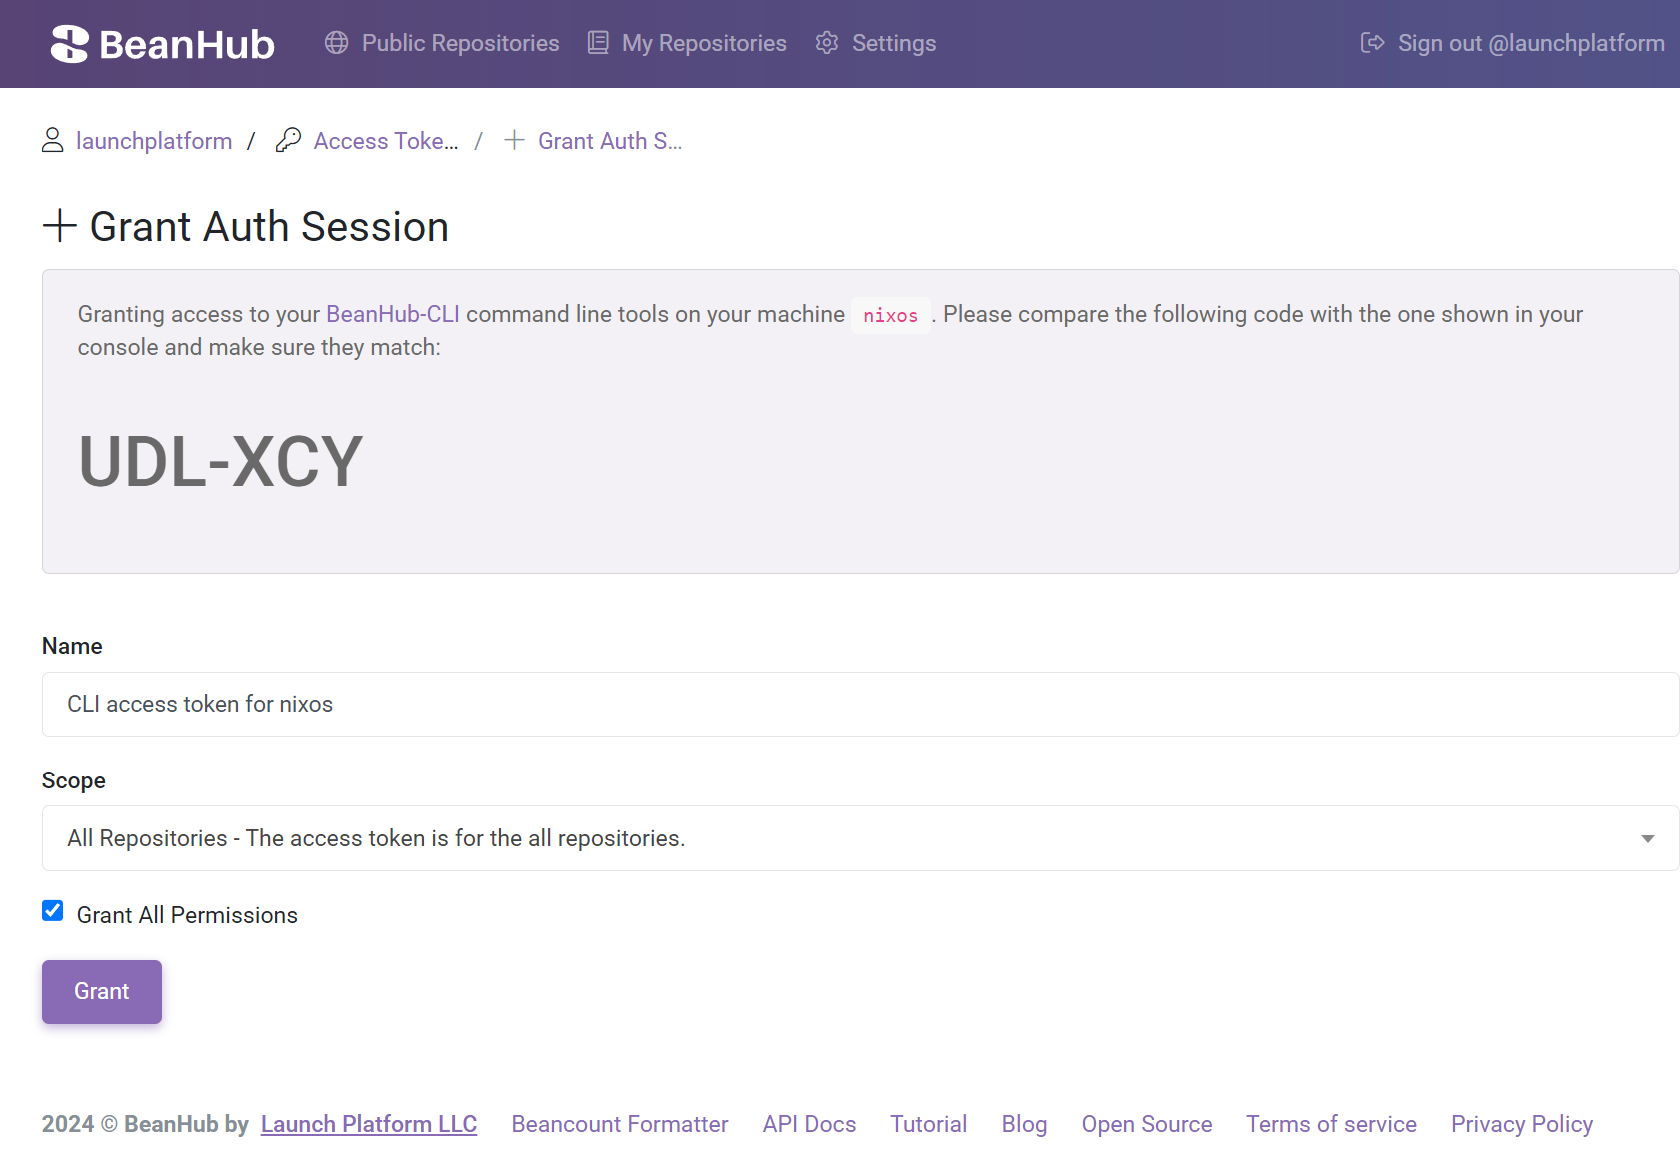 BeanHub Public Repositories My Repositories Settings Sign out @launchplatform
launchplatform / Access Toke... / Grant Auth S...
Grant Auth Session
Granting access to your BeanHub-CLI command line tools on your machine nixos. Please compare the following code with the one shown in your
console and make sure they match:
UDL-XCY
Name
CLI access token for nixos
Scope
All Repositories - The access token is for the all repositories.
Grant All Permissions
Grant
2024 © BeanHub by Launch Platform LLC Beancount Formatter API Docs Tutorial Blog Open Source Terms of service Privacy Policy